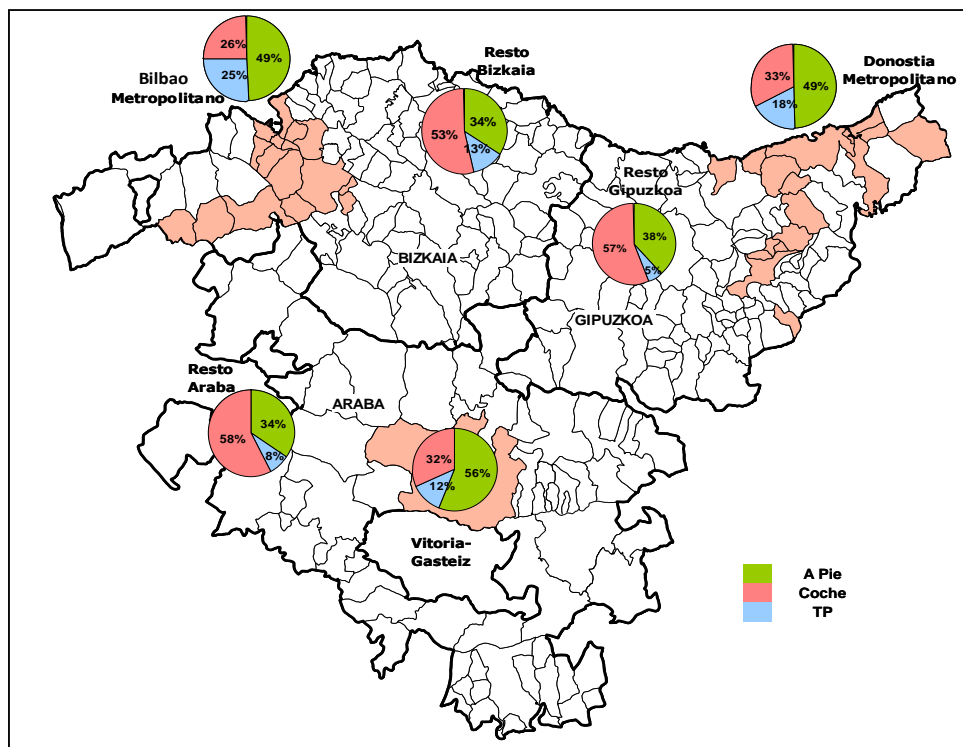 26%
49%
25%
Bilbao
Metropolitano
Resto
Bizkaia
34%
53%
13%
33%
49%
18%
Donostia
Metropolitano
Resto
Gipuzkoa
38%
57%
5%
BIZKAIA
GIPUZKOA
Resto
Araba
34%
58%
8%
ARABA
32%
56%
12%
Vitoria-
Gasteiz
A Pie
Coche
TP